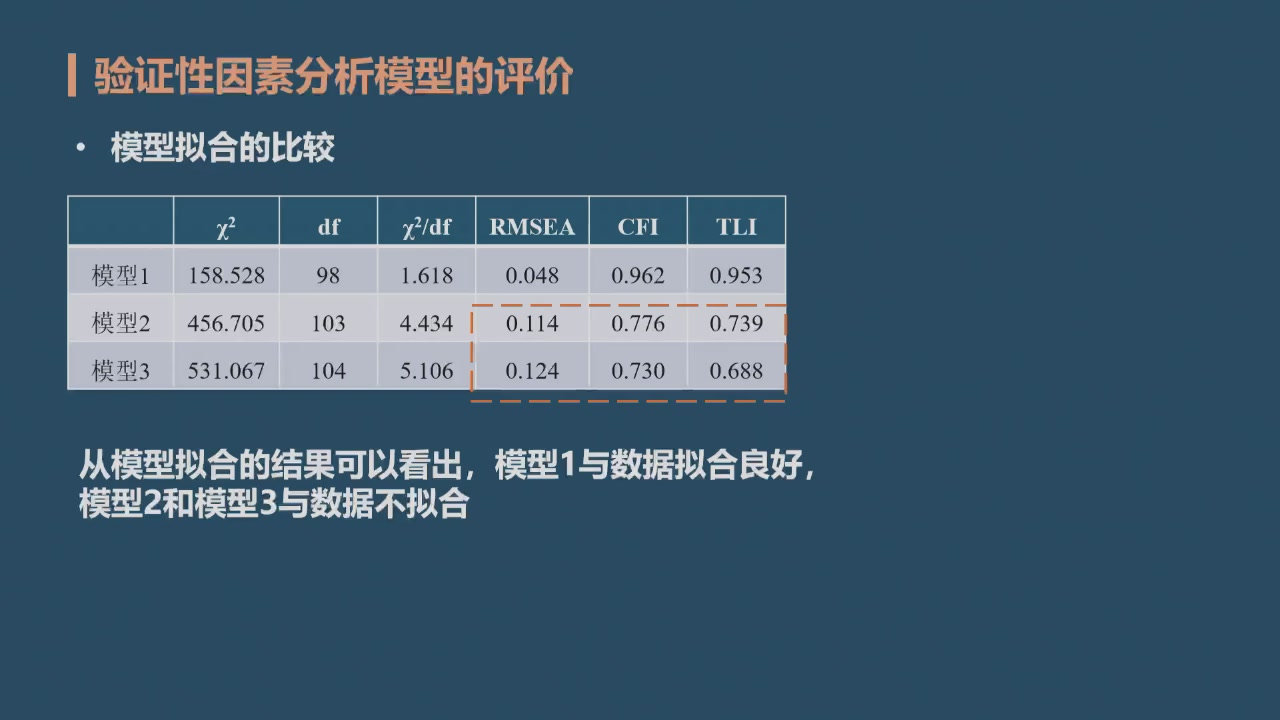 验证性因素分析模型的评价
• 模型拟合的比较
χ² df χ²/df RMSEA CFI TLI
模型1 158.528 98 1.618 0.048 0.962 0.953
模型2 456.705 103 4.434 0.114 0.776 0.739
模型3 531.067 104 5.106 0.124 0.730 0.688
从模型拟合的结果可以看出，模型1与数据拟合良好，
模型2和模型3与数据不拟合